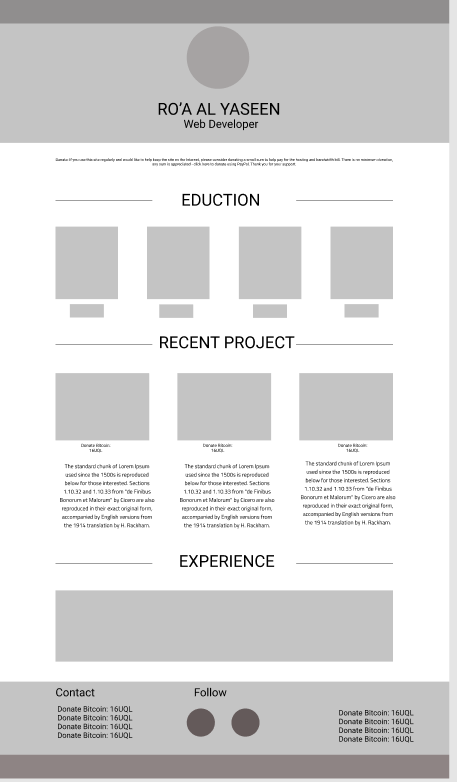 RO'A AL YASEEN
Web Developer
Donate: If you use this site regularly and would like to help keep the site on the Internet, please consider donating a small sum to help pay for the hosting and bandwidth bill. There is no minimum donation,
any sum is appreciated - click here to donate using PayPal. Thank you for your support.
EDUCTION
RECENT PROJECT
Donate Bitcoin:
16UQL
The standard chunk of Lorem Ipsum
used since the 1500s is reproduced
below for those interested. Sections
1.10.32 and 1.10.33 from "de Finibus
Bonorum et Malorum" by Cicero are also
reproduced in their exact original form,
accompanied by English versions from
the 1914 translation by H. Rackham.
Donate Bitcoin:
16UQL
The standard chunk of Lorem Ipsum
used since the 1500s is reproduced
below for those interested. Sections
1.10.32 and 1.10.33 from "de Finibus
Bonorum et Malorum" by Cicero are also
reproduced in their exact original form,
accompanied by English versions from
the 1914 translation by H. Rackham.
Donate Bitcoin:
16UQL
The standard chunk of Lorem Ipsum
used since the 1500s is reproduced
below for those interested. Sections
1.10.32 and 1.10.33 from "de Finibus
Bonorum et Malorum" by Cicero are also
reproduced in their exact original form,
accompanied by English versions from
the 1914 translation by H. Rackham.
EXPERIENCE
Contact
Donate Bitcoin: 16UQL
Donate Bitcoin: 16UQL
Donate Bitcoin: 16UQL
Donate Bitcoin: 16UQL
Follow
Donate Bitcoin: 16UQL
Donate Bitcoin: 16UQL
Donate Bitcoin: 16UQL
Donate Bitcoin: 16UQL